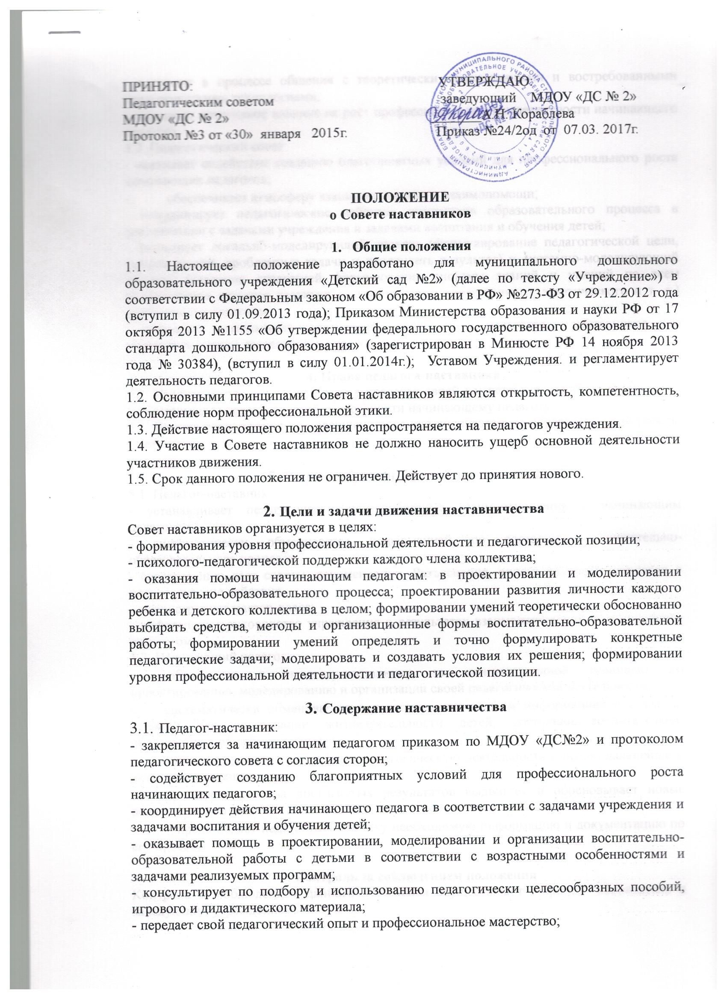 ПРИНЯТО:
Педагогическим советом
МДОУ «ДС № 2»
Протокол №3 от «30» января 2015г.
УТВЕРЖДАЮ:
заведующий МДОУ «ДС № 2»
А.Н. Кораблева
Приказ №24/2од от 07.03. 2017г.
ПОЛОЖЕНИЕ
о Совете наставников
1. Общие положения
1.1. Настоящее положение разработано для муниципального дошкольного
образовательного учреждения «Детский сад №2» (далее по тексту «Учреждение») в
соответствии с Федеральным законом «Об образовании в РФ» №273-ФЗ от 29.12.2012 года
(вступил в силу 01.09.2013 года); Приказом Министерства образования и науки РФ от 17
октября 2013 №1155 «Об утверждении федерального государственного образовательного
стандарта дошкольного образования» (зарегистрирован в Минюсте РФ 14 ноября 2013
года № 30384), (вступил в силу 01.01.2014г.); Уставом Учреждения. и регламентирует
деятельность педагогов.
1.2. Основными принципами Совета наставников являются открытость, компетентность,
соблюдение норм профессиональной этики.
1.3. Действие настоящего положения распространяется на педагогов учреждения.
1.4. Участие в Совете наставников не должно наносить ущерб основной деятельности
участников движения.
1.5. Срок данного положения не ограничен. Действует до принятия нового.
2. Цели и задачи движения наставничества
Совет наставников организуется в целях:
- формирования уровня профессиональной деятельности и педагогической позиции;
- психолого-педагогической поддержки каждого члена коллектива;
- оказания помощи начинающим педагогам: в проектировании и моделировании
воспитательно-образовательного процесса; проектировании развития личности каждого
ребенка и детского коллектива в целом; формировании умений теоретически обоснованно
выбирать средства, методы и организационные формы воспитательно-образовательной
работы; формировании умений определять и точно формулировать конкретные
педагогические задачи; моделировать и создавать условия их решения; формировании
уровня профессиональной деятельности и педагогической позиции.
3. Содержание наставничества
3.1. Педагог-наставник:
- закрепляется за начинающим педагогом приказом по МДОУ «ДС№2» и протоколом
педагогического совета с согласия сторон;
- содействует созданию благоприятных условий для профессионального роста
начинающих педагогов;
- координирует действия начинающего педагога в соответствии с задачами учреждения и
задачами воспитания и обучения детей;
- оказывает помощь в проектировании, моделировании и организации воспитательно-
образовательной работы с детьми в соответствии с возрастными особенностями и
задачами реализуемых программ;
- консультирует по подбору и использованию педагогически целесообразных пособий,
игрового и дидактического материала;
- передает свой педагогический опыт и профессиональное мастерство;